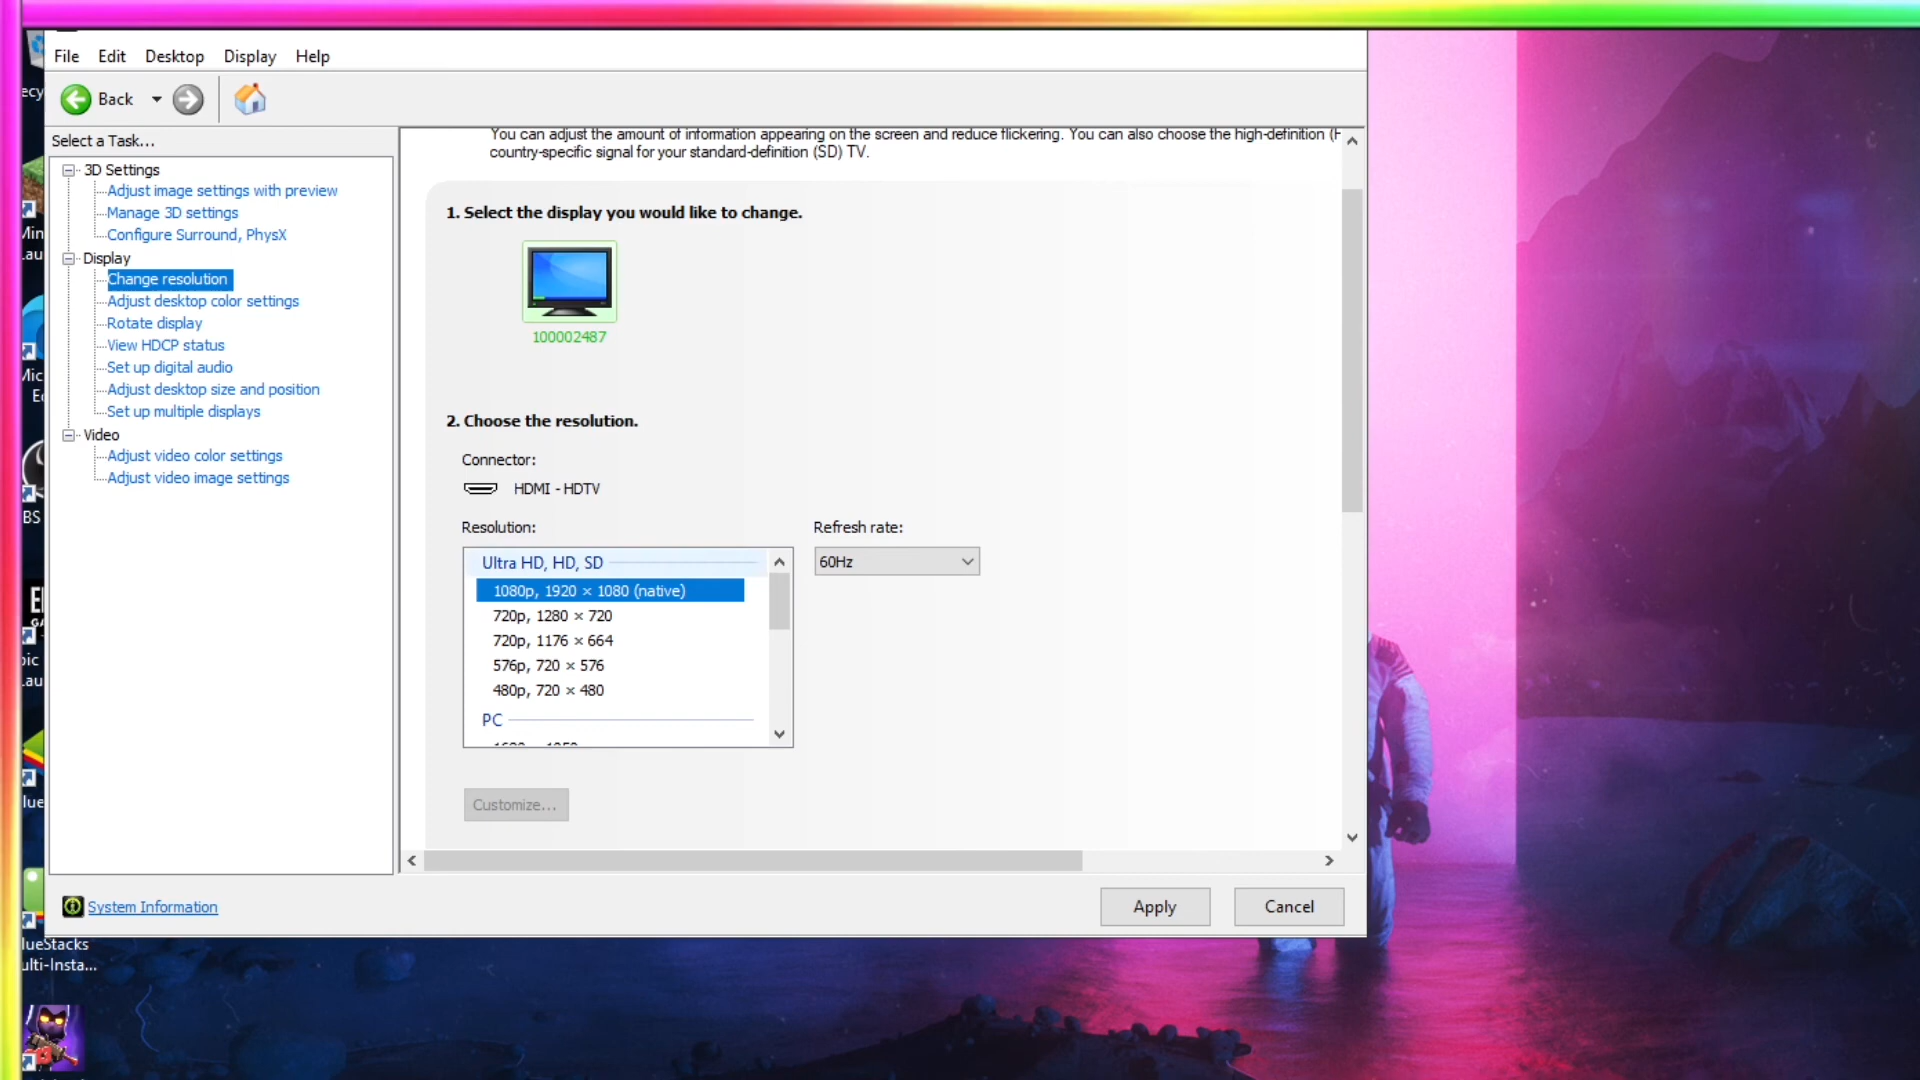 File Edit Desktop Display Help
Back
Select a Task...
3D Settings
Adjust image settings with preview
Manage 3D settings
Configure Surround, PhysX
Display
Change resolution
Adjust desktop color settings
Rotate display
View HDCP status
Set up digital audio
Adjust desktop size and position
Set up multiple displays
Video
Adjust video color settings
Adjust video image settings
System Information
You can adjust the amount of information appearing on the screen and reduce flickering. You can also choose the high-definition (H
country-specific signal for your standard-definition (SD) TV.
1. Select the display you would like to change.
100002487
2. Choose the resolution.
Connector:
HDMI - HDTV
Resolution:
Refresh rate:
Ultra HD, HD, SD
60Hz
1080p, 1920 × 1080 (native)
720p, 1280 × 720
720p, 1176 × 664
576p, 720 × 576
480p, 720 × 480
PC
Customize...
Apply
Cancel
ecy
Min
Lau
Mic
BS
pic
Lau
lueStacks
ulti-Insta...